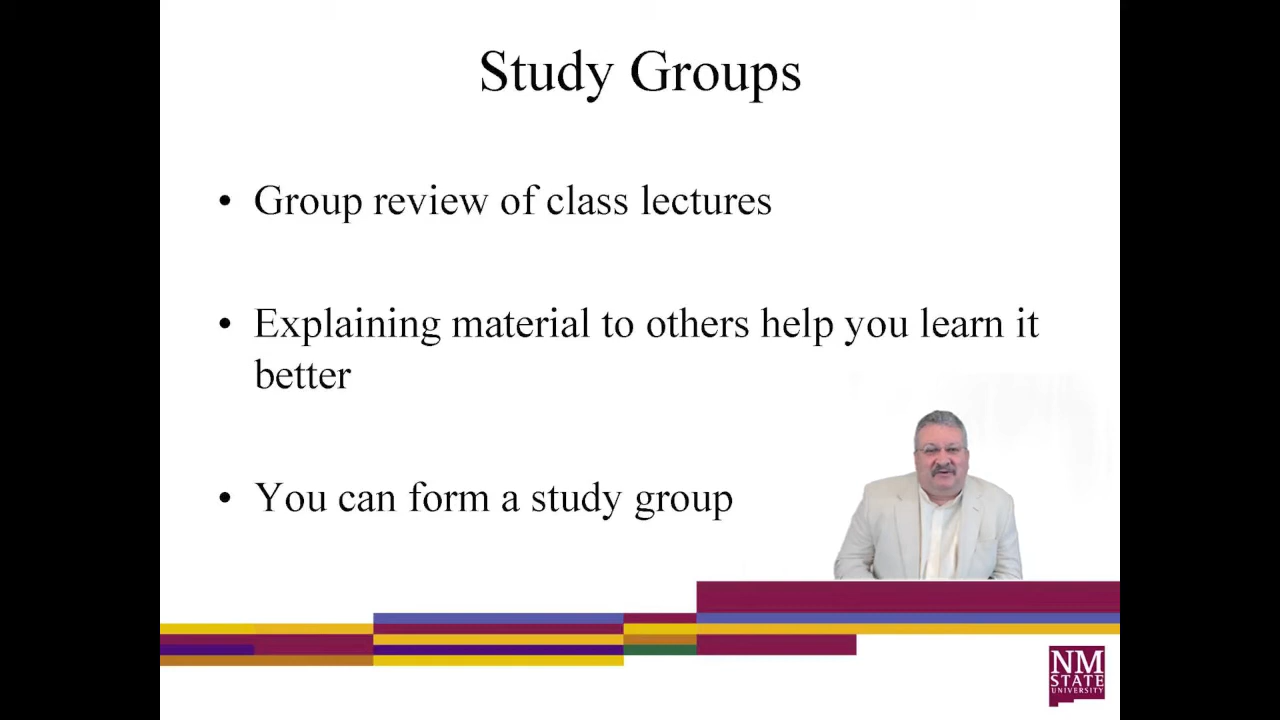 Study Groups
• Group review of class lectures
• Explaining material to others help you learn it
better
• You can form a study group
NM
STATE
UNIVERSITY